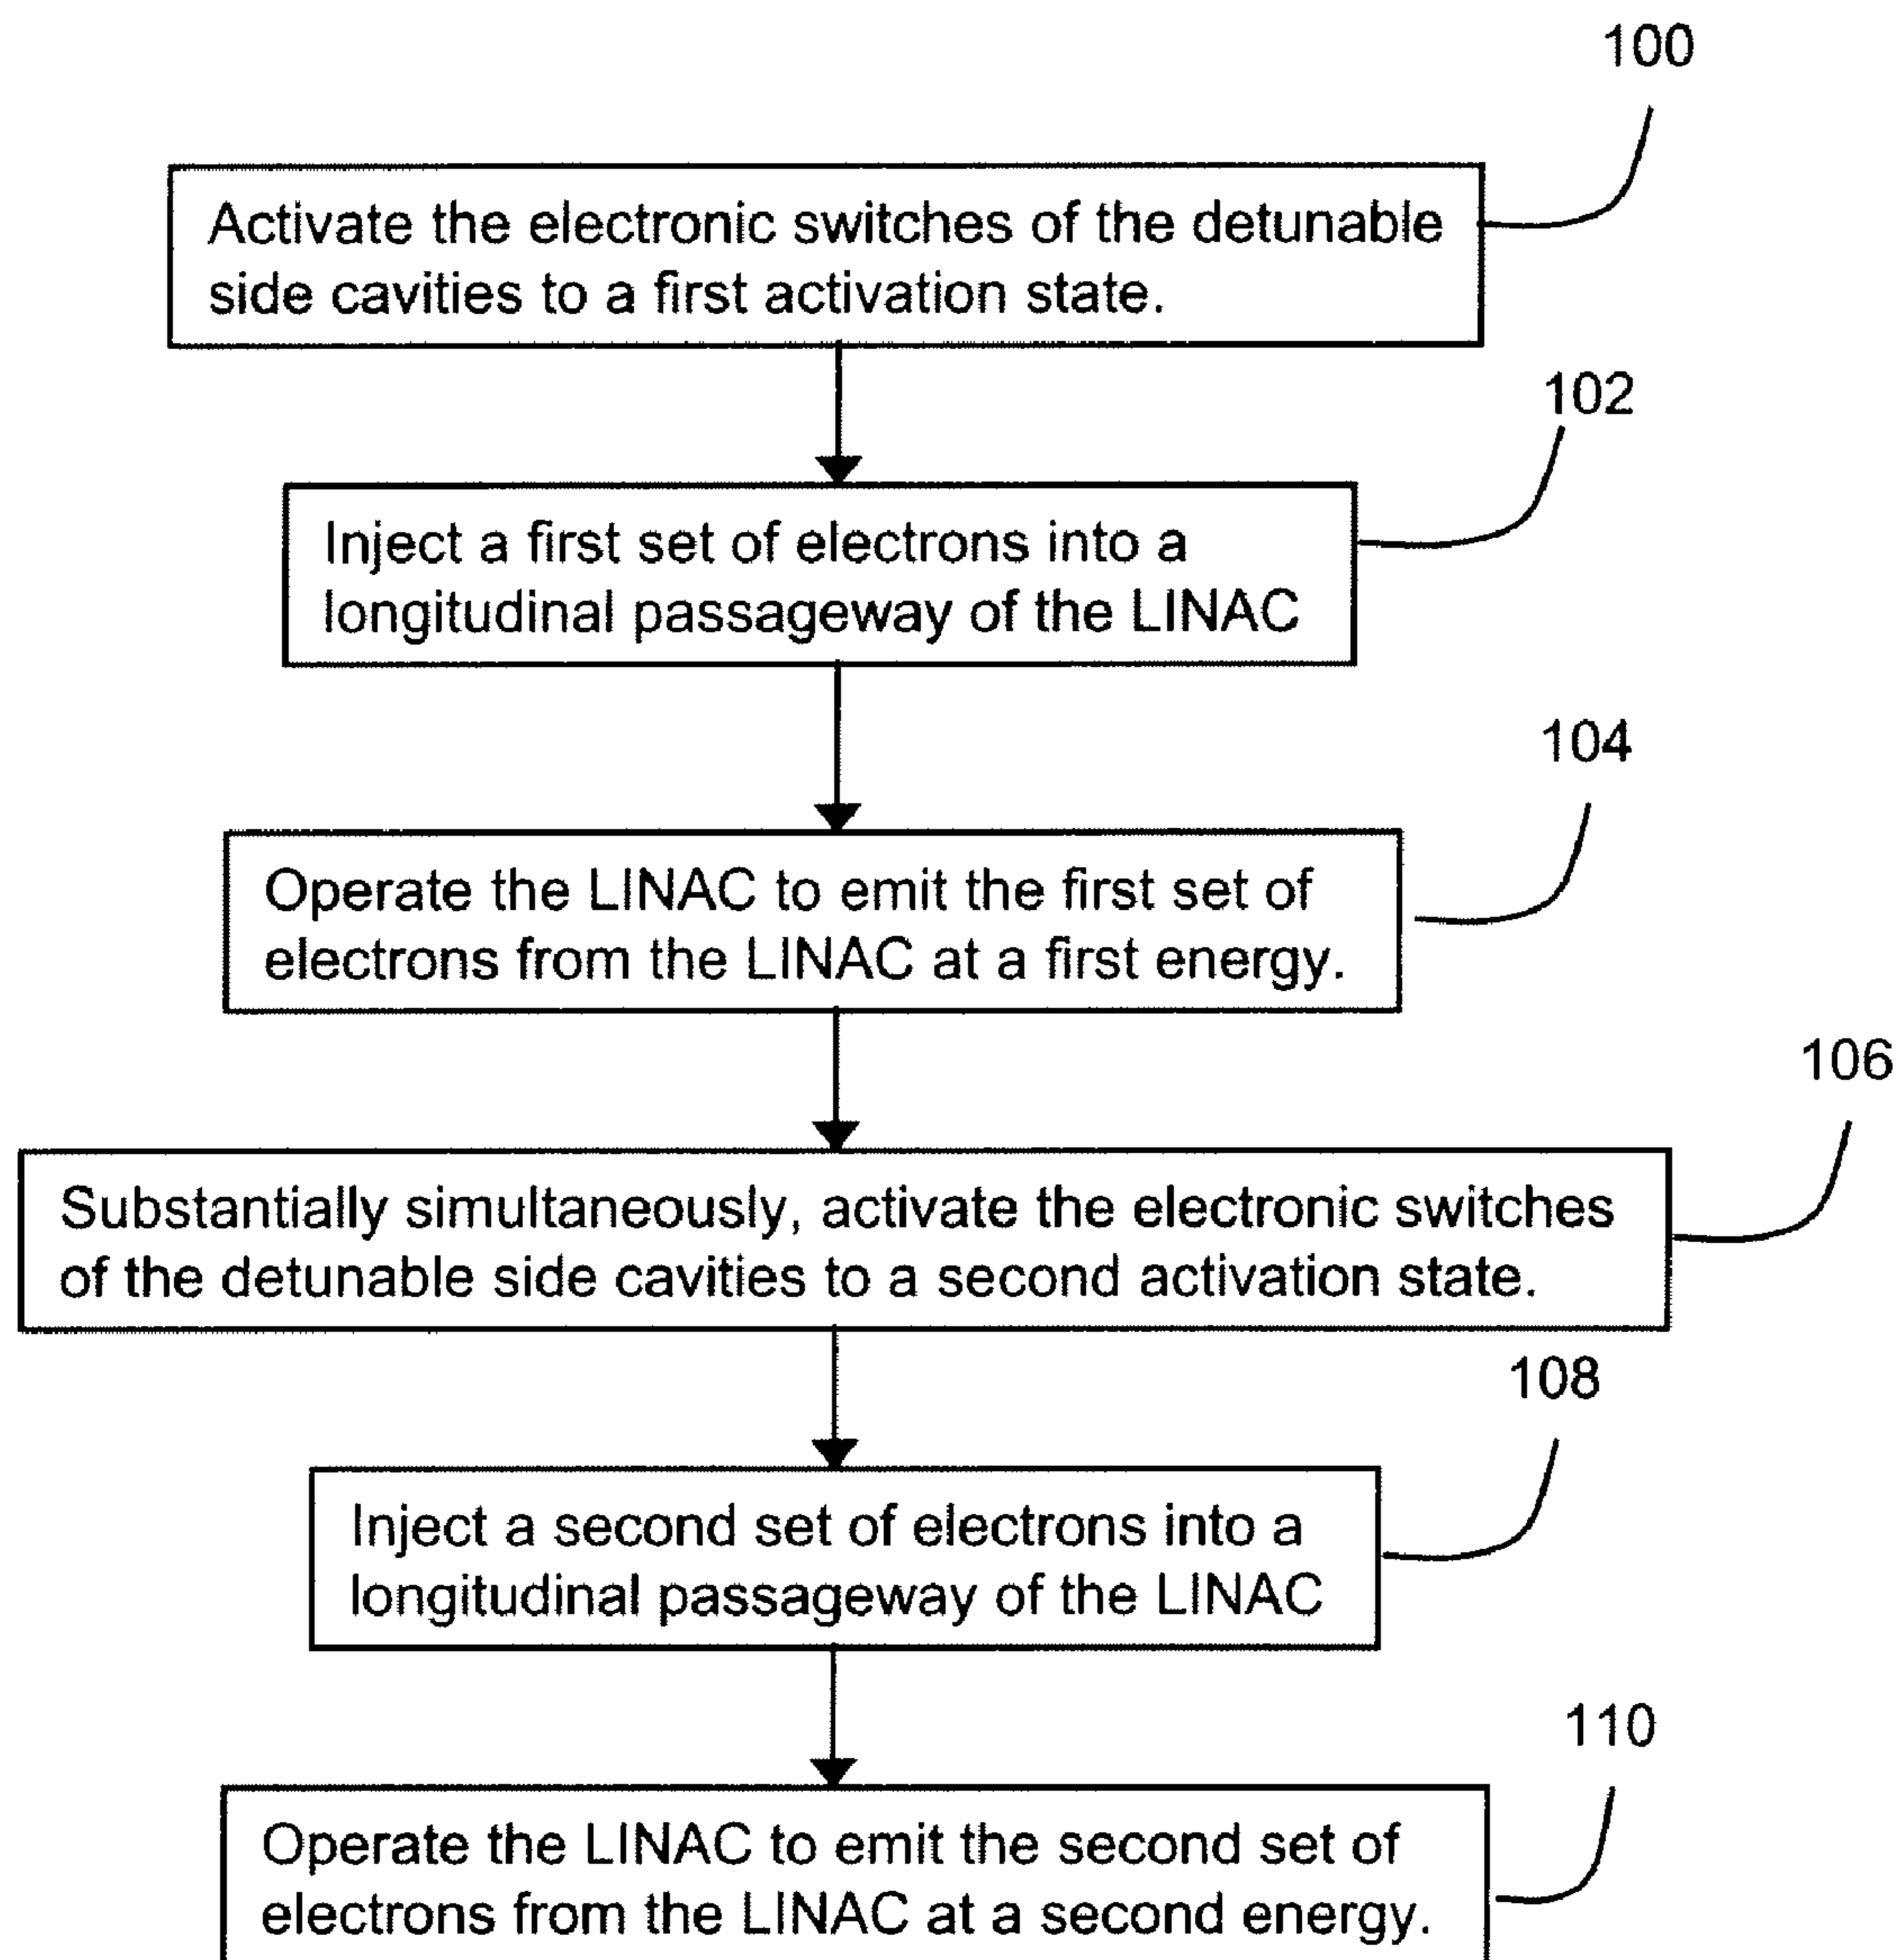 100
Activate the electronic switches of the detunable
side cavities to a first activation state.
102
Inject a first set of electrons into a
longitudinal passageway of the LINAC
104
Operate the LINAC to emit the first set of
electrons from the LINAC at a first energy.
106
Substantially simultaneously, activate the electronic switches
of the detunable side cavities to a second activation state.
108
Inject a second set of electrons into a
longitudinal passageway of the LINAC
110
Operate the LINAC to emit the second set of
electrons from the LINAC at a second energy.